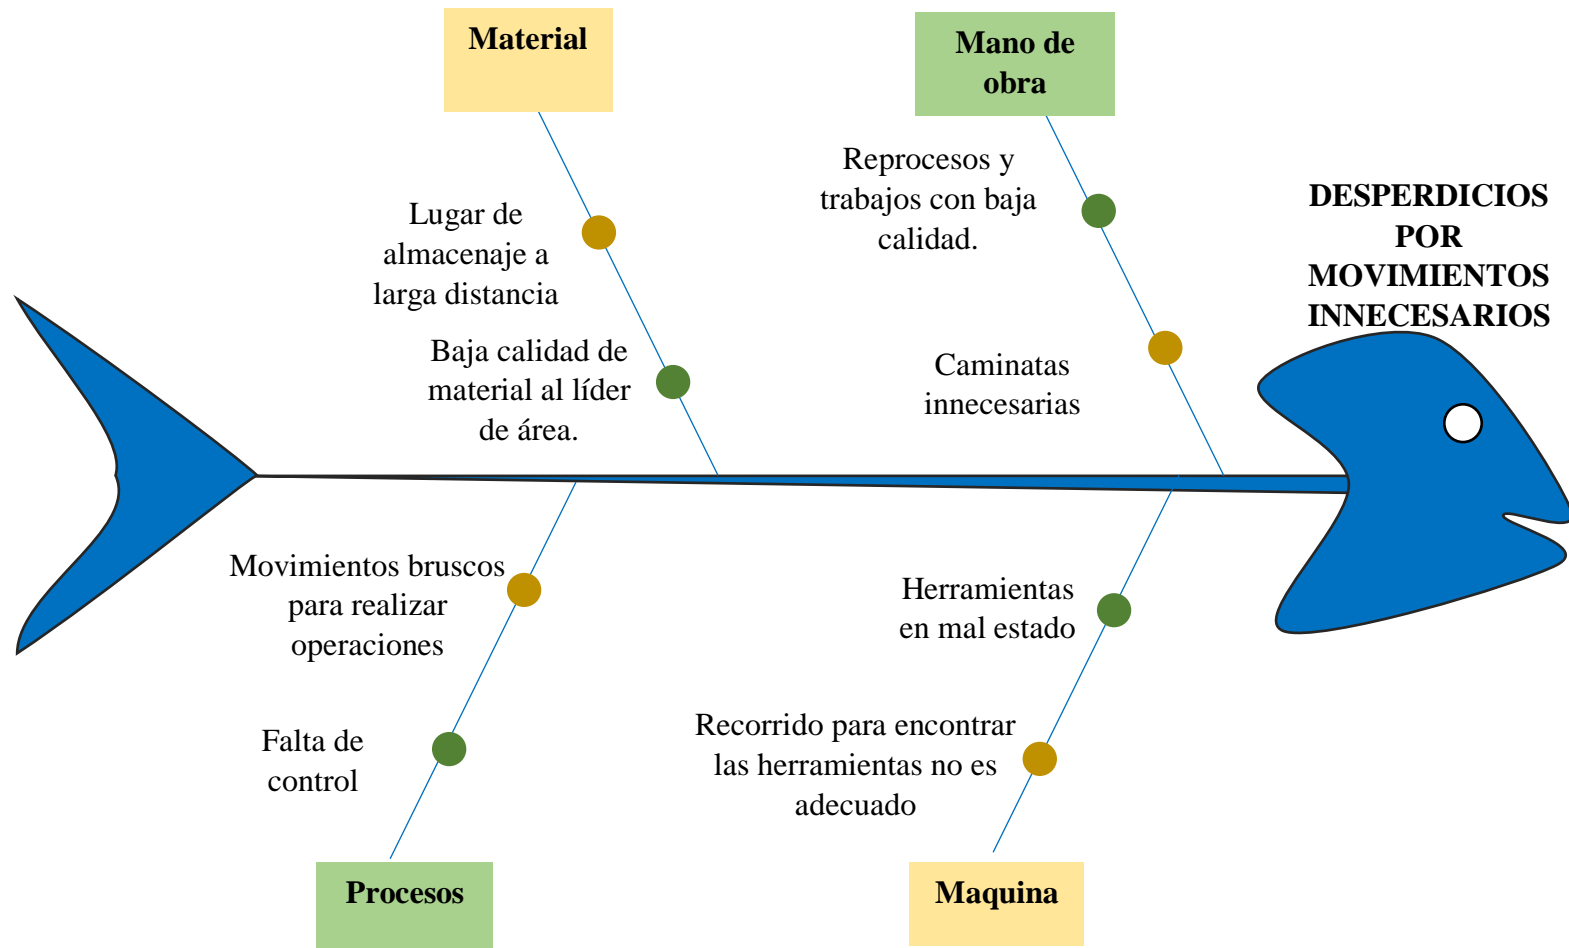 Material
Mano de
obra
Reprocesos y
trabajos con baja
calidad.
Lugar de
almacenaje a
larga distancia
DESPERDICIOS
POR
MOVIMIENTOS
INNECESARIOS
Baja calidad de
material al líder
de área.
Caminatas
innecesarias
Movimientos bruscos
para realizar
operaciones
Herramientas
en mal estado
Falta de
control
Recorrido para encontrar
las herramientas no es
adecuado
Procesos
Maquina